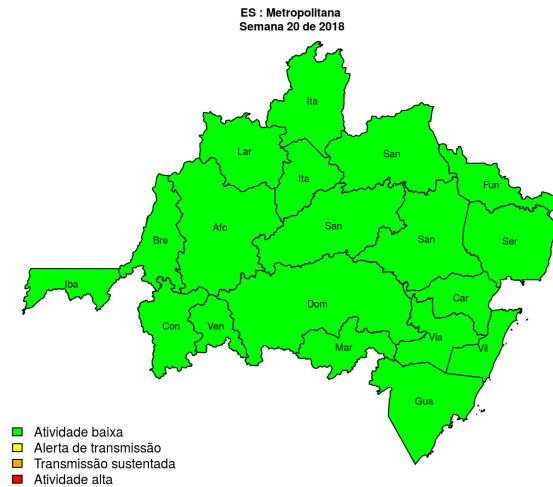 ES : Metropolitana
Semana 20 de 2018
Ita
Lar
San
Ita
Fun
Afo
San
Bre
San
Ser
Iba
Dom
Car
Con
Ven
Mar
Via
Vil
Gua
Atividade baixa
Alerta de transmissão
Transmissão sustentada
Atividade alta